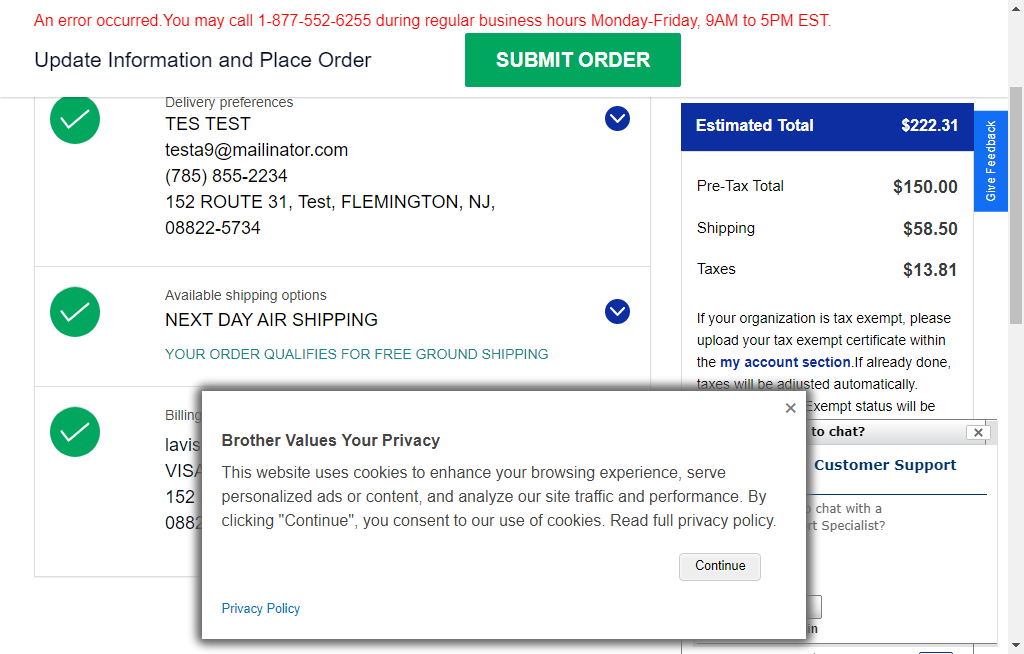 An error occurred.You may call 1-877-552-6255 during regular business hours Monday-Friday, 9AM to 5PM EST.
Update Information and Place Order
SUBMIT ORDER
Delivery preferences
TES TEST
testa9@mailinator.com
(785) 855-2234
152 ROUTE 31, Test, FLEMINGTON, NJ,
08822-5734
Available shipping options
NEXT DAY AIR SHIPPING
YOUR ORDER QUALIFIES FOR FREE GROUND SHIPPING
Billing
lavis
VISA
152
0882
Estimated Total $222.31
Pre-Tax Total $150.00
Shipping $58.50
Taxes $13.81
If your organization is tax exempt, please
upload your tax exempt certificate within
the my account section.If already done,
taxes will be adjusted automatically.
Exempt status will be
Give Feedback
to chat?
Customer Support
chat with a
rt Specialist?
in
Brother Values Your Privacy
This website uses cookies to enhance your browsing experience, serve
personalized ads or content, and analyze our site traffic and performance. By
clicking "Continue", you consent to our use of cookies. Read full privacy policy.
Continue
Privacy Policy